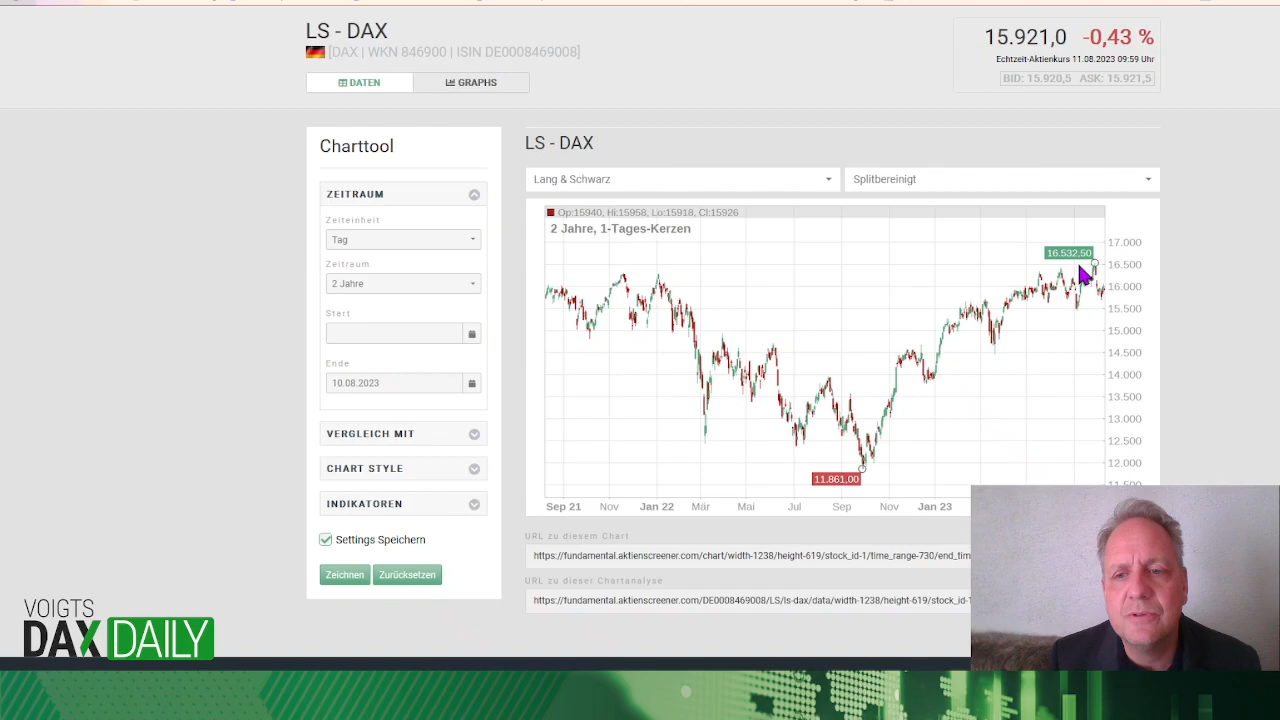 LS - DAX
[DAX | WKN 846900 | ISIN DE0008469008]
DATEN
GRAPHS
15.921,0 -0,43 %
Echtzeit-Aktienkurs 11.08.2023 09:59 Uhr
BID: 15.920,5 ASK: 15.921,5
Charttool
ZEITRAUM
Zeiteinheit
Tag
Zeitraum
2 Jahre
Start
Ende
10.08.2023
VERGLEICH MIT
CHART STYLE
INDIKATOREN
Settings Speichern
Zeichnen
Zurücksetzen
LS - DAX
Lang & Schwarz
Splitbereinigt
Op:15940, Hi:15958, Lo:15918, Cl:15926
2 Jahre, 1-Tages-Kerzen
16.532,50
11.861,00
17.000
16.500
16.000
15.500
15.000
14.500
14.000
13.500
13.000
12.500
12.000
11.500
Sep 21 Nov Jan 22 Mär Mai Jul Sep Nov Jan 23
URL zu diesem Chart
https://fundamental.aktienscreener.com/chart/width-1238/height-619/stock_id-1/time_range-730/end_tim
URL zu dieser Chartanalyse
https://fundamental.aktienscreener.com/DE0008469008/LS/ls-dax/data/width-1238/height-619/stock_id-1
VOIGTS
DAX DAILY